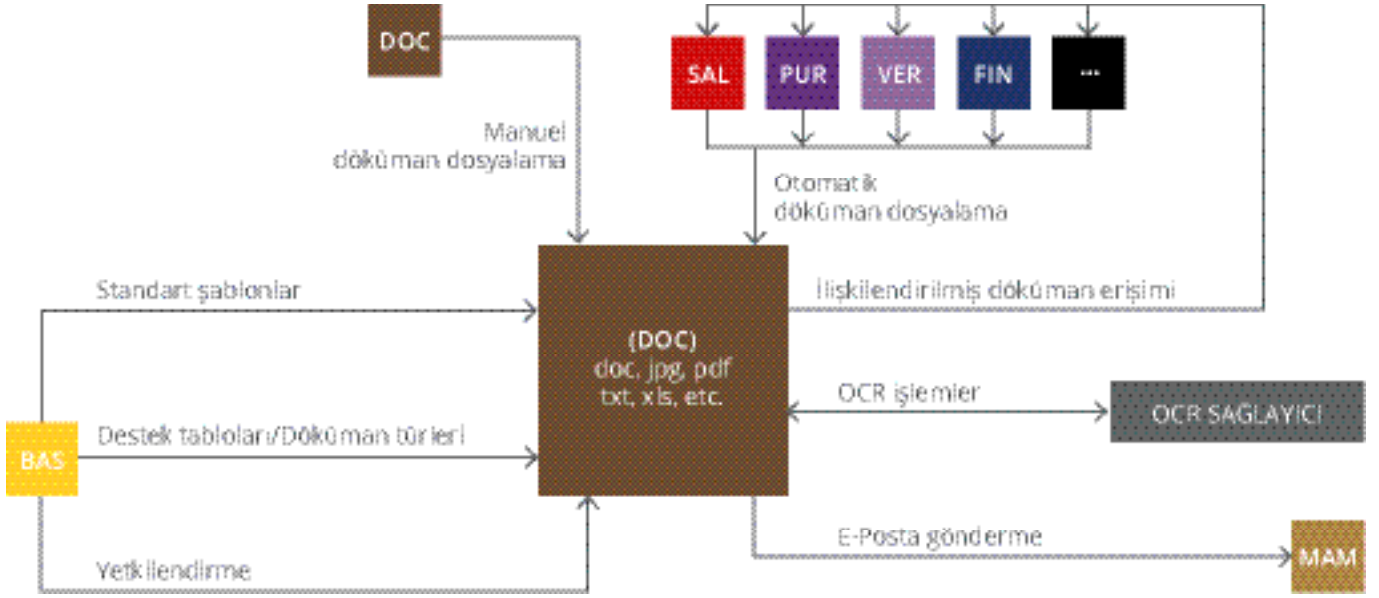 DOC
SAL
PUR
VER
FIN
...
Manuel
döküman dosyalama
Otomatik
döküman dosyalama
Standart şablonlar
İlişkilendirilmiş döküman erişimi
(DOC)
doc, jpg, pdf
txt, xls, etc.
OCR işlemler
OCR SAĞLAYICI
BAS
Destek tabloları/Döküman türleri
E-Posta gönderme
MAM
Yetkilendirme